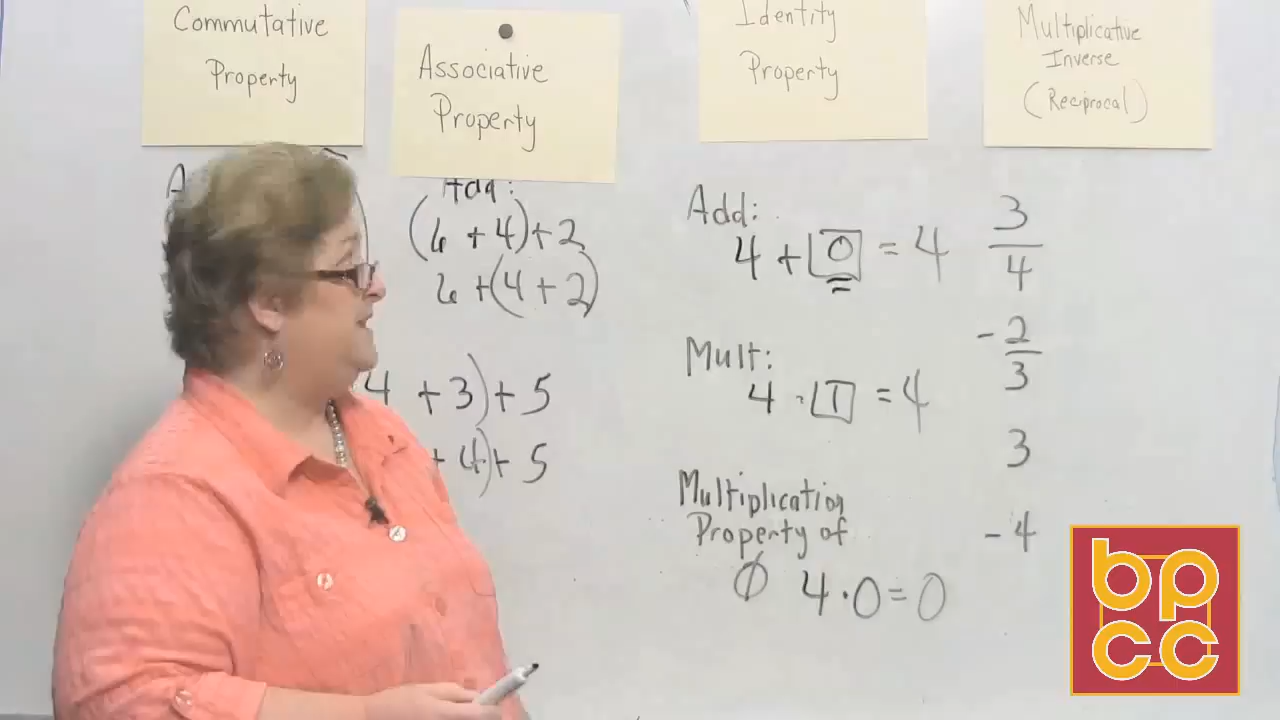 Commutative
Property
Associative
Property
Add:
(6 + 4) + 2
6 + (4 + 2)
4 + 3) + 5
+ 4) + 5
Identity
Property
Add:
4 + 0 = 4
Mult:
4 · 1 = 4
Multiplication
Property of
0 4 · 0 = 0
Multiplicative
Inverse
(Reciprocal)
3
4
- 2
3
3
- 4
bp
cc